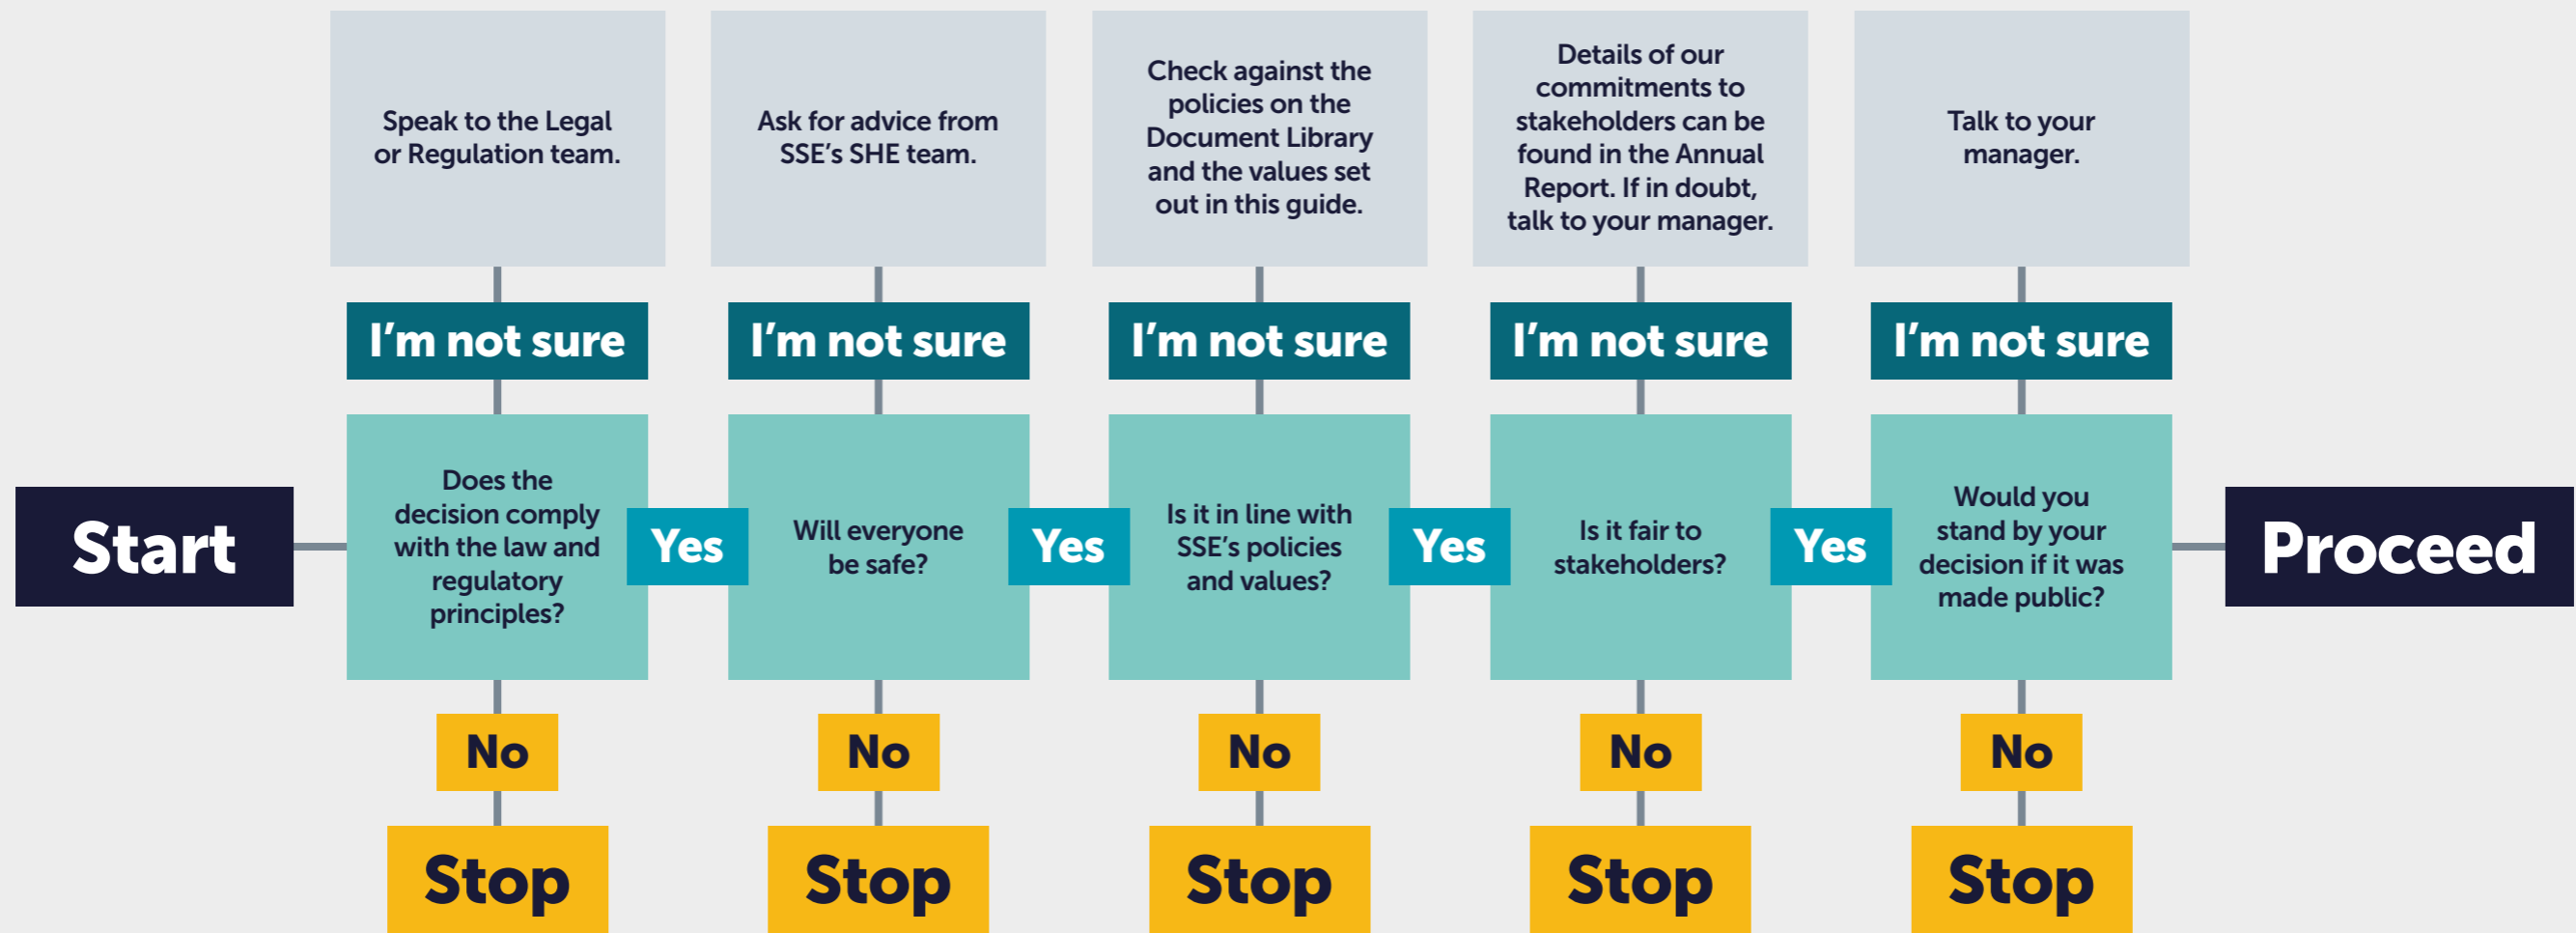 Speak to the Legal
or Regulation team.
Ask for advice from
SSE’s SHE team.
Check against the
policies on the
Document Library
and the values set
out in this guide.
Details of our
commitments to
stakeholders can be
found in the Annual
Report. If in doubt,
talk to your manager.
Talk to your
manager.
I’m not sure
I’m not sure
I’m not sure
I’m not sure
I’m not sure
Start
Does the
decision comply
with the law and
regulatory
principles?
Yes
Will everyone
be safe?
Yes
Is it in line with
SSE’s policies
and values?
Yes
Is it fair to
stakeholders?
Yes
Would you
stand by your
decision if it was
made public?
Proceed
No
No
No
No
No
Stop
Stop
Stop
Stop
Stop